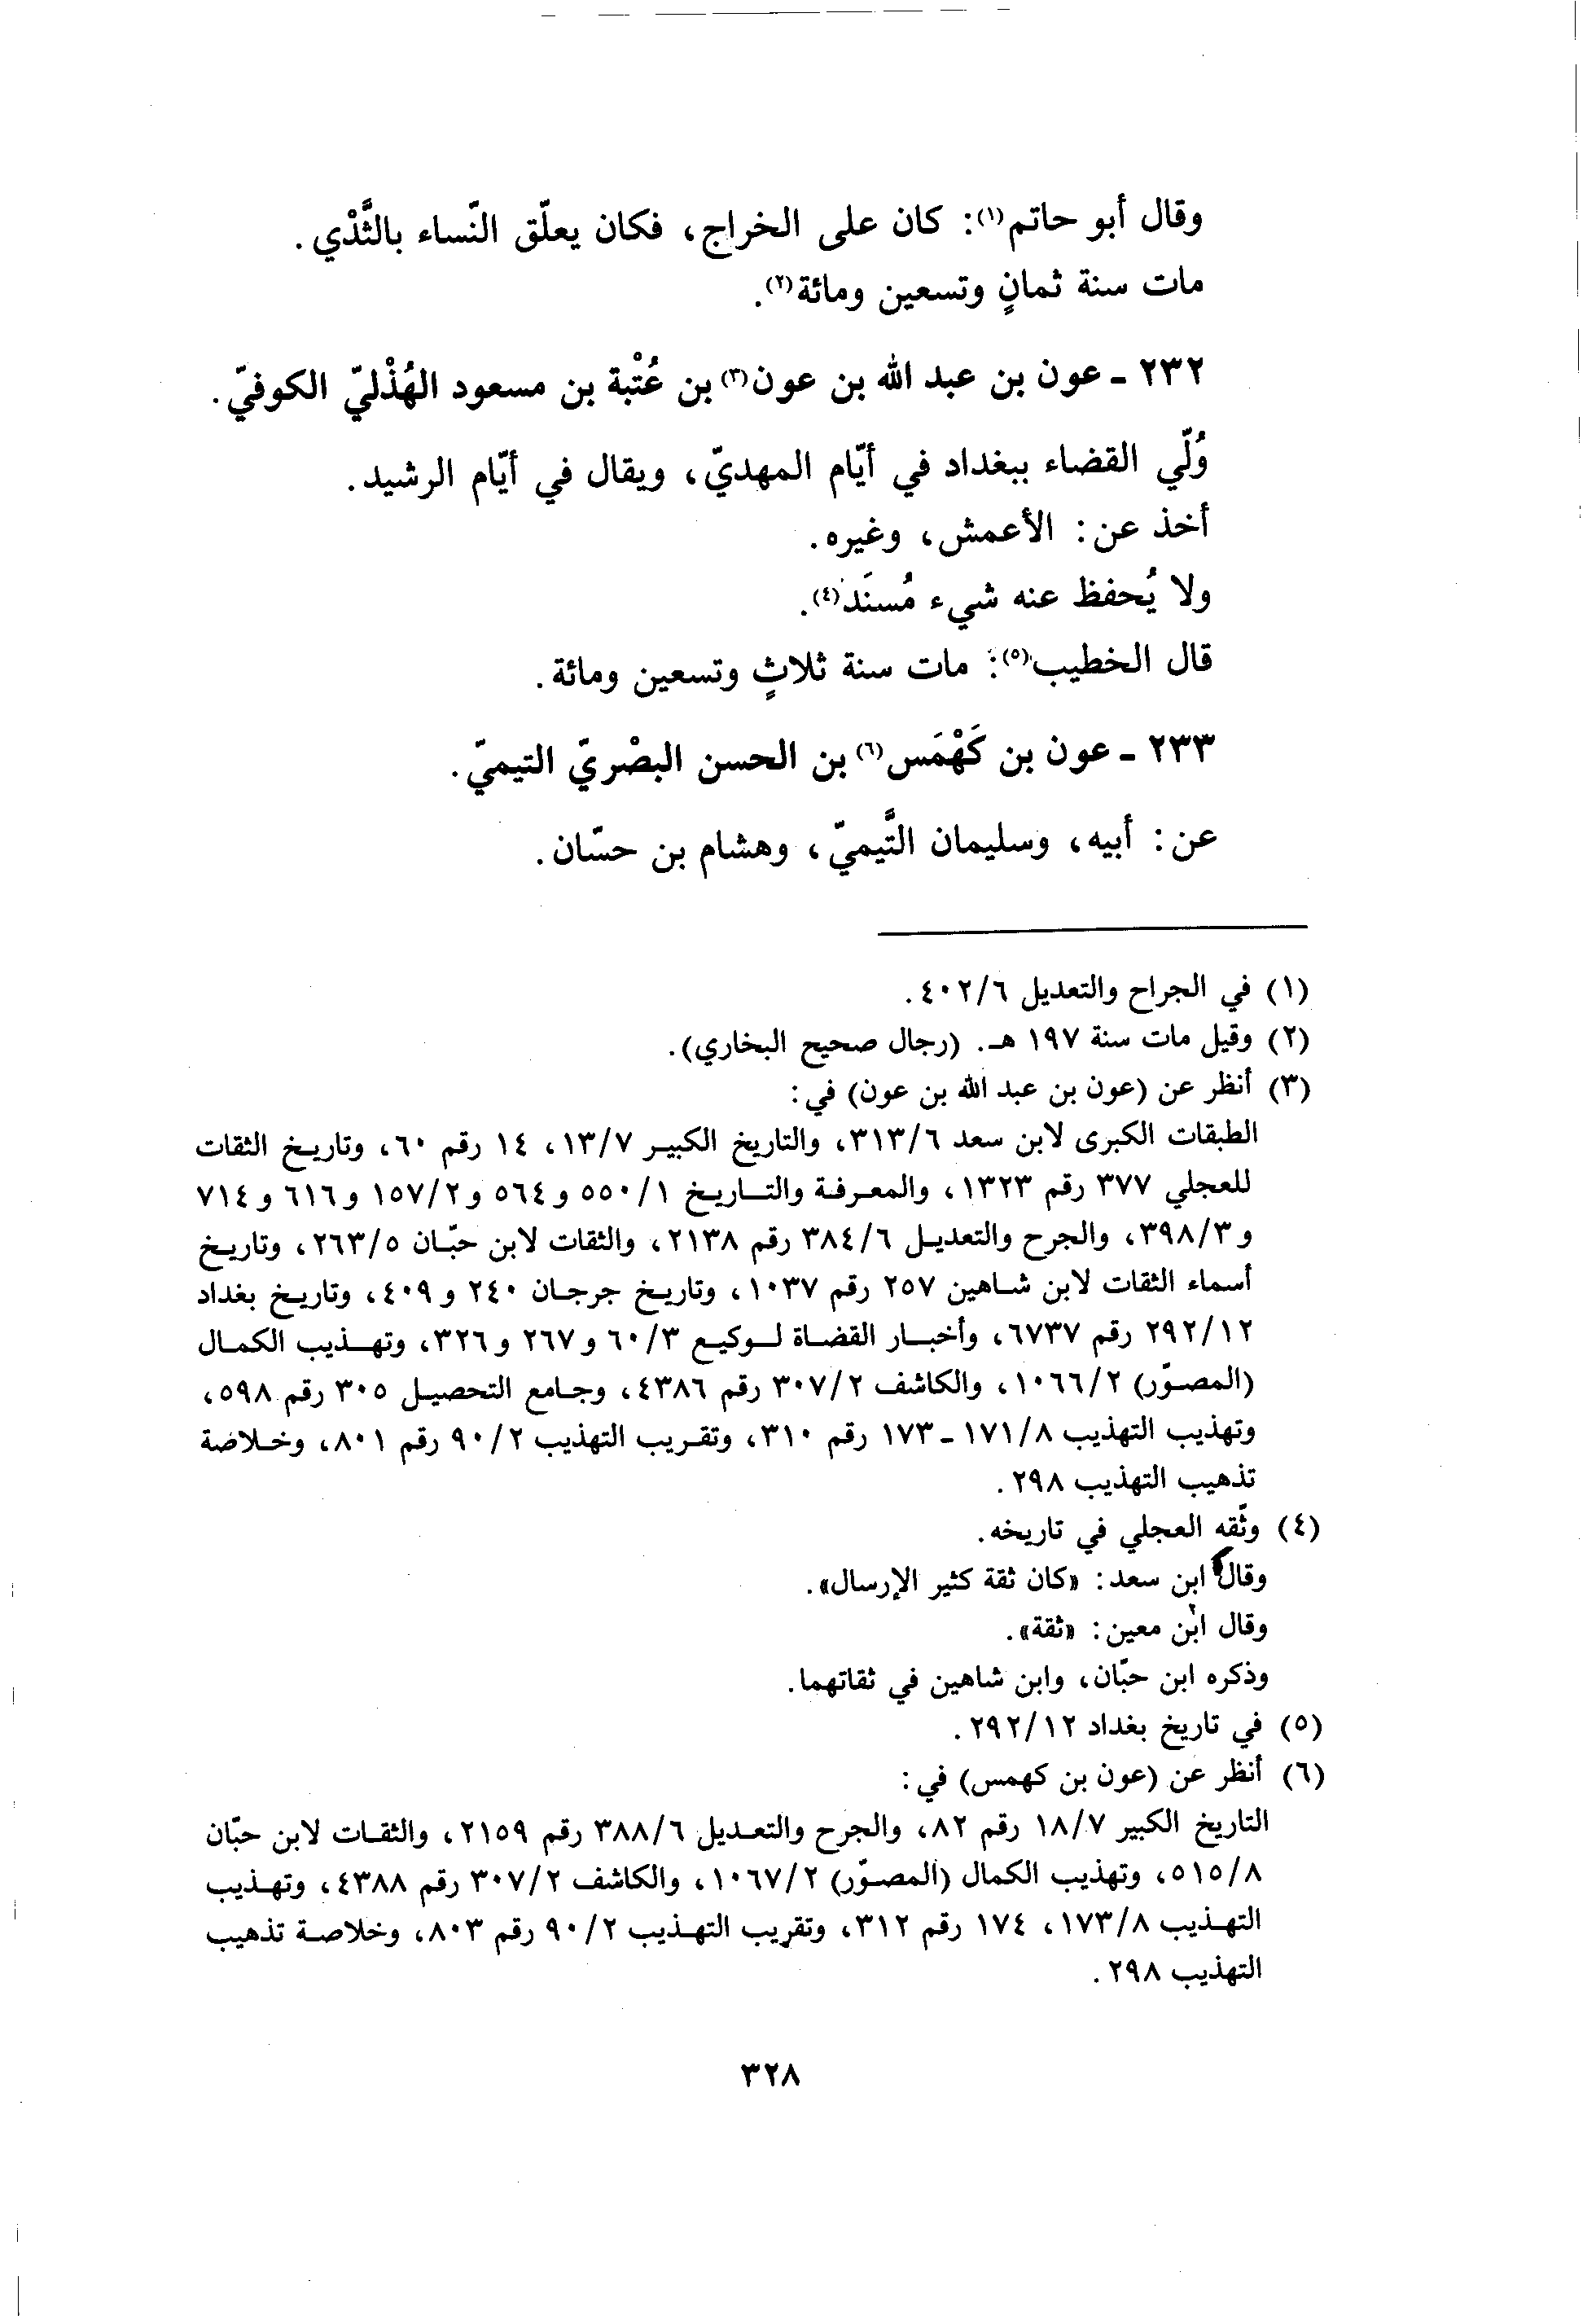 وقال أبو حاتم(١): كان على الخراج، فكان يعلّق النّساء بالثَّدْي.
مات سنة ثمانٍ وتسعين ومائة(٢).
٢٣٢ ـ عون بن عبد الله بن عون(٣) بن عُتْبة بن مسعود الهُذْليّ الكوفيّ.
وُلّي القضاء ببغداد في أيّام المهديّ، ويقال في أيّام الرشيد.
أخذ عن: الأعمش، وغيره.
ولا يُحفظ عنه شيء مُسنَد(٤).
قال الخطيب(٥): مات سنة ثلاثٍ وتسعين ومائة.
٢٣٣ ـ عون بن كَهْمَس(٦) بن الحسن البصْريّ التيميّ.
عن: أبيه، وسليمان التَّيميّ، وهشام بن حسّان.
(١) في الجراح والتعديل ٤٠٢/٦.
(٢) وقيل مات سنة ١٩٧ هـ. (رجال صحيح البخاري).
(٣) أنظر عن (عون بن عبد الله بن عون) في:
الطبقات الكبرى لابن سعد ٣١٣/٦، والتاريخ الكبير ١٣/٧، ١٤ رقم ٦٠، وتاريخ الثقات
للعجلي ٣٧٧ رقم ١٣٢٣، والمعرفة والتاريخ ٥٥٠/١ و٥٦٤ و١٥٧/٢ و٦١٦ و٧١٤
و٣٩٨/٣، والجرح والتعديل ٣٨٤/٦ رقم ٢١٣٨، والثقات لابن حبّان ٢٦٣/٥، وتاريخ
أسماء الثقات لابن شاهين ٢٥٧ رقم ١٠٣٧، وتاريخ جرجان ٢٤٠ و٤٠٩، وتاريخ بغداد
٢٩٢/١٢ رقم ٦٧٣٧، وأخبار القضاة لوكيع ٦٠/٣ و٢٦٧ و٣٢٦، وتهذيب الكمال
(المصوّر) ١٠٦٦/٢، والكاشف ٣٠٧/٢ رقم ٤٣٨٦، وجامع التحصيل ٣٠٥ رقم ٥٩٨،
وتهذيب التهذيب ١٧١/٨ ـ ١٧٣ رقم ٣١٠، وتقريب التهذيب ٩٠/٢ رقم ٨٠١، وخلاصة
تذهيب التهذيب ٢٩٨.
(٤) وثّقه العجلي في تاريخه.
وقال ابن سعد: «كان ثقة كثير الإرسال».
وقال ابن معين: «ثقة».
وذكره ابن حبّان، وابن شاهين في ثقاتهما.
(٥) في تاريخ بغداد ٢٩٢/١٢.
(٦) أنظر عن (عون بن كهمس) في:
التاريخ الكبير ١٨/٧ رقم ٨٢، والجرح والتعديل ٣٨٨/٦ رقم ٢١٥٩، والثقات لابن حبّان
٥١٥/٨، وتهذيب الكمال (المصوّر) ١٠٦٧/٢، والكاشف ٣٠٧/٢ رقم ٤٣٨٨، وتهذيب
التهذيب ١٧٣/٨، ١٧٤ رقم ٣١٢، وتقريب التهذيب ٩٠/٢ رقم ٨٠٣، وخلاصة تذهيب
التهذيب ٢٩٨.
٣٢٨